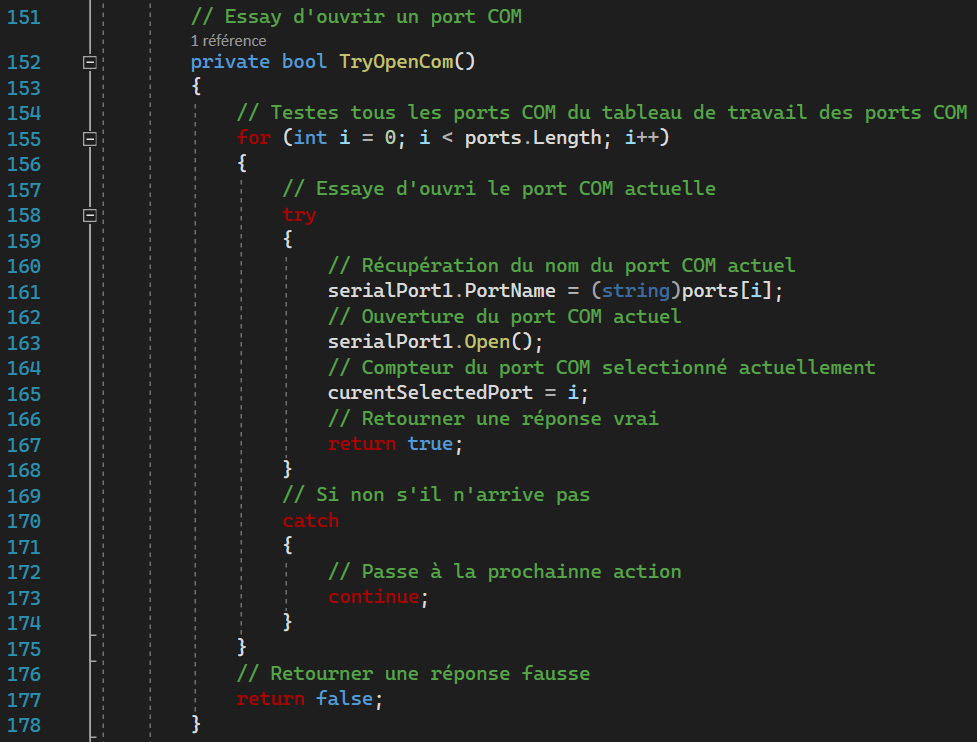 151 // Essay d'ouvrir un port COM
1 référence
152 private bool TryOpenCom()
153 {
154 // Testes tous les ports COM du tableau de travail des ports COM
155 for (int i = 0; i < ports.Length; i++)
156 {
157 // Essaye d'ouvri le port COM actuelle
158 try
159 {
160 // Récupération du nom du port COM actuel
161 serialPort1.PortName = (string)ports[i];
162 // Ouverture du port COM actuel
163 serialPort1.Open();
164 // Compteur du port COM selectionné actuellement
165 curentSelectedPort = i;
166 // Retourner une réponse vrai
167 return true;
168 }
169 // Si non s'il n'arrive pas
170 catch
171 {
172 // Passe à la prochainne action
173 continue;
174 }
175 }
176 // Retourner une réponse fausse
177 return false;
178 }